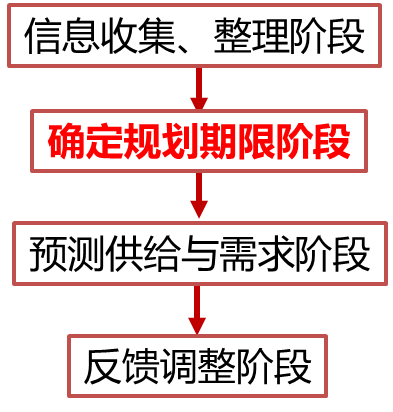 信息收集、整理阶段
确定规划期限阶段
预测供给与需求阶段
反馈调整阶段